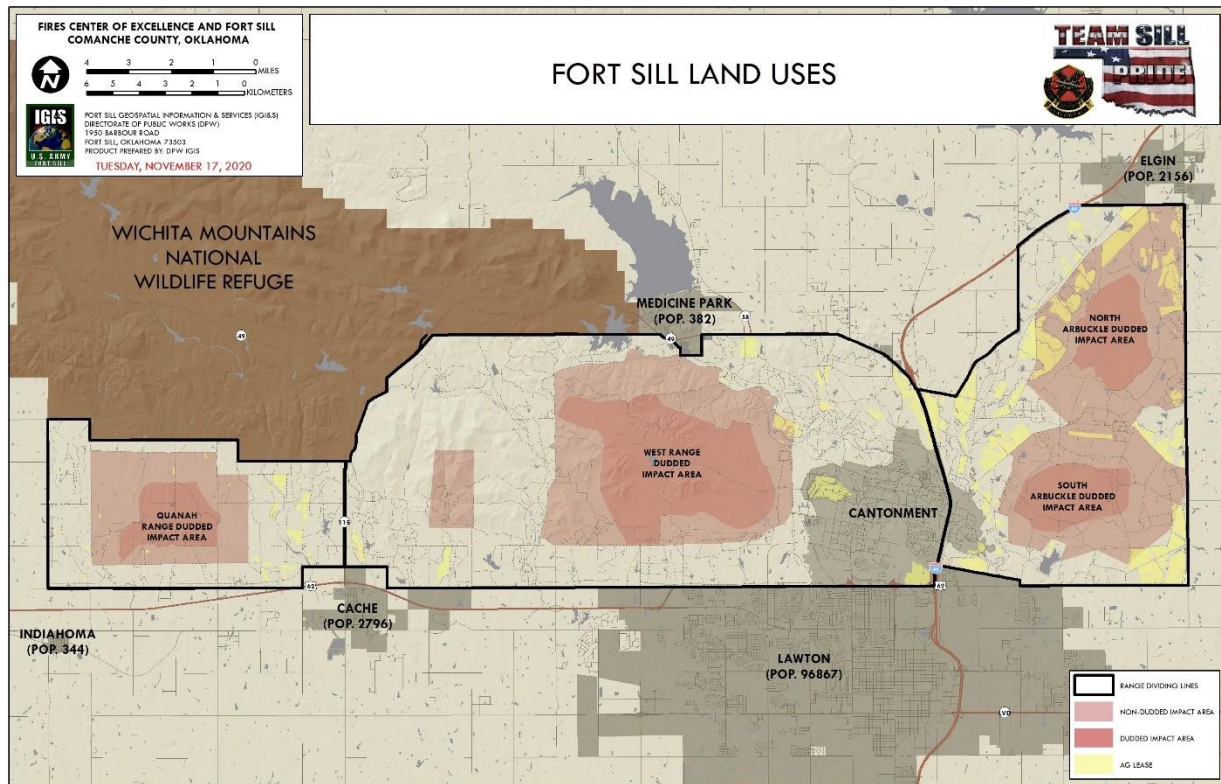 FIRES CENTER OF EXCELLENCE AND FORT SILL
COMANCHE COUNTY, OKLAHOMA
N
4 3 2 1 0
MILES
6 5 4 3 2 1 0
KILOMETERS
IGIS
U.S. ARMY
FORT SILL
FORT SILL GEOSPATIAL INFORMATION & SERVICES (IGI&S)
DIRECTORATE OF PUBLIC WORKS (DPW)
1950 BARBOUR ROAD
FORT SILL, OKLAHOMA 73503
PRODUCT PREPARED BY: DPW IGIS
TUESDAY, NOVEMBER 17, 2020
FORT SILL LAND USES
TEAM SILL
PRIDE
ELGIN
(POP. 2156)
WICHITA MOUNTAINS
NATIONAL
WILDLIFE REFUGE
49
MEDICINE PARK
(POP. 382)
58
49
NORTH
ARBUCKLE DUDDED
IMPACT AREA
WEST RANGE
DUDDED
IMPACT AREA
SOUTH
ARBUCKLE DUDDED
IMPACT AREA
QUANAH
RANGE DUDDED
IMPACT AREA
CANTONMENT
115
62
62
CACHE
(POP. 2796)
INDIAHOMA
(POP. 344)
LAWTON
(POP. 96867)
RANGE DIVIDING LINES
NON-DUDDED IMPACT AREA
DUDDED IMPACT AREA
AG LEASE